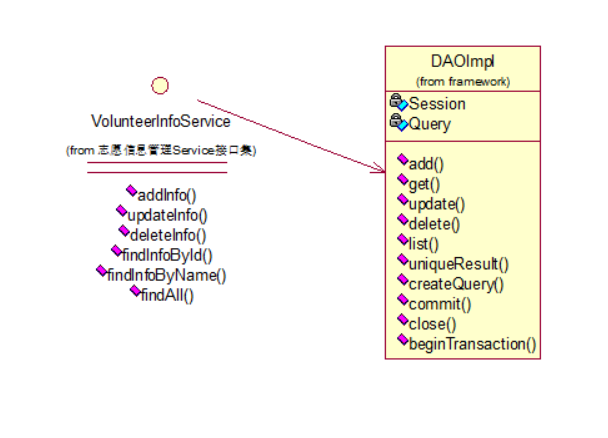 VolunteerInfoService
(from 志愿信息管理Service接口集)
addInfo()
updateInfo()
deleteInfo()
findInfoById()
findInfoByName()
findAll()
DAOImpl
(from framework)
Session
Query
add()
get()
update()
delete()
list()
uniqueResult()
createQuery()
commit()
close()
beginTransaction()